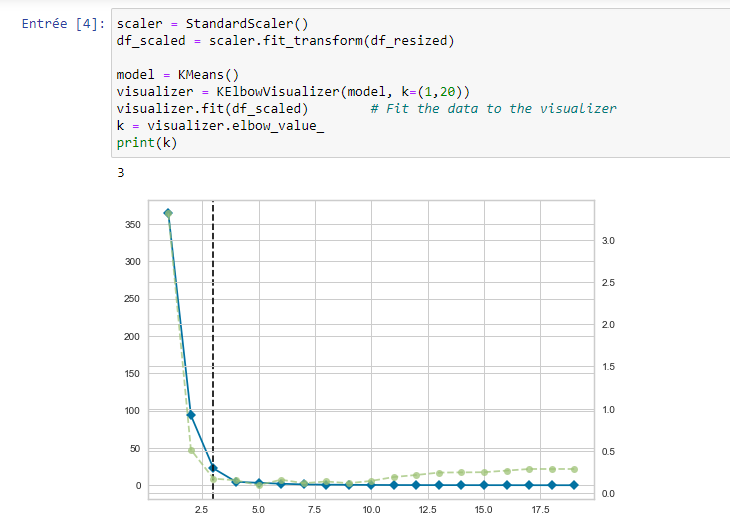 Entrée [4]: scaler = StandardScaler()
df_scaled = scaler.fit_transform(df_resized)
model = KMeans()
visualizer = KElbowVisualizer(model, k=(1,20))
visualizer.fit(df_scaled)        # Fit the data to the visualizer
k = visualizer.elbow_value_
print(k)
3
350
300
250
200
150
100
50
0
3.0
2.5
2.0
1.5
1.0
0.5
0.0
2.5 5.0 7.5 10.0 12.5 15.0 17.5